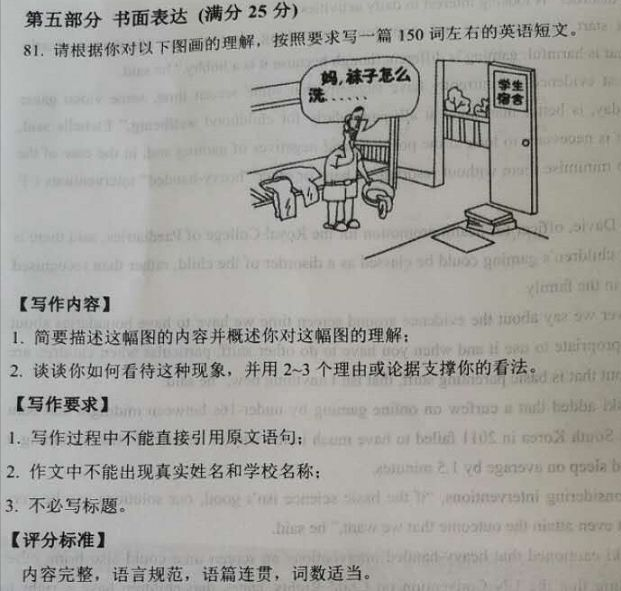 第五部分 书面表达 (满分 25 分)
81. 请根据你对以下图画的理解，按照要求写一篇 150 词左右的英语短文。
妈,袜子怎么
洗……
学生
宿舍
【写作内容】
1. 简要描述这幅图的内容并概述你对这幅图的理解；
2. 谈谈你如何看待这种现象，并用 2~3 个理由或论据支撑你的看法。
【写作要求】
1. 写作过程中不能直接引用原文语句；
2. 作文中不能出现真实姓名和学校名称；
3. 不必写标题。
【评分标准】
内容完整，语言规范，语篇连贯，词数适当。